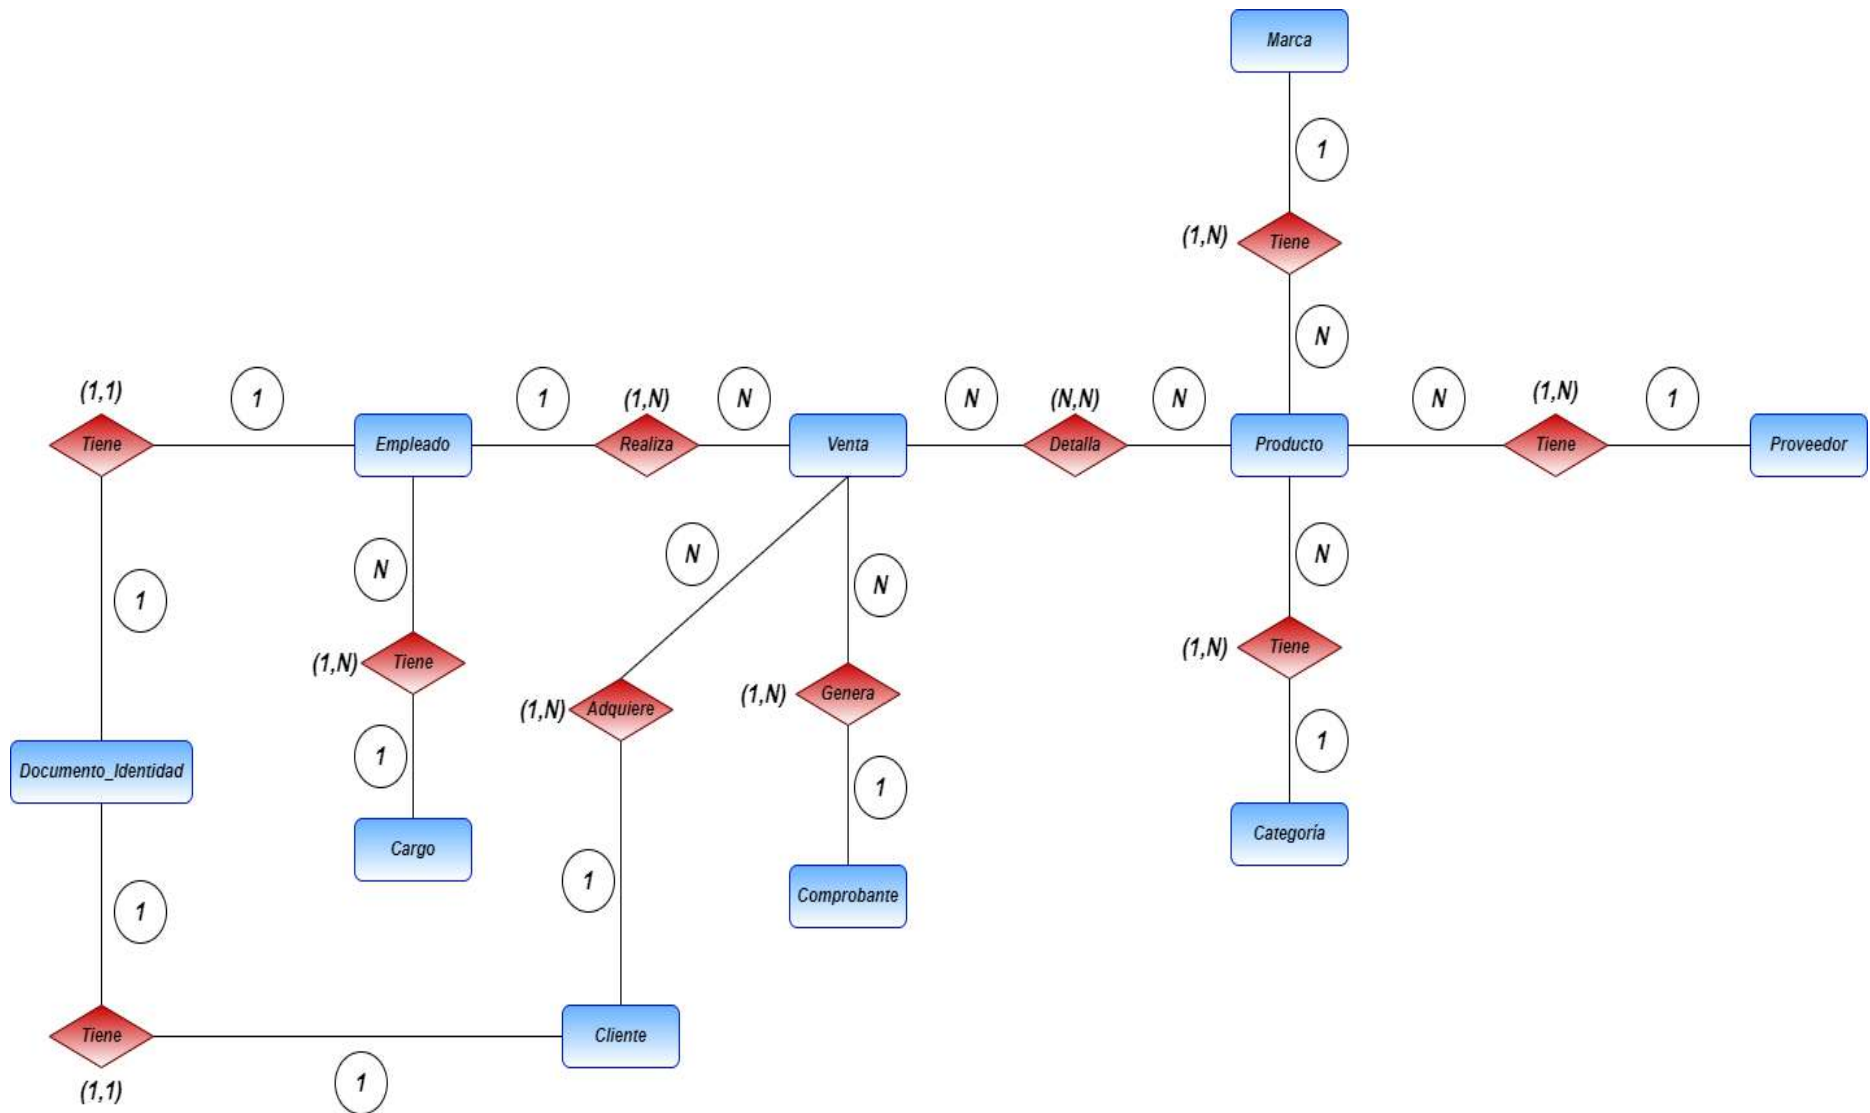 Marca
1
(1,N)
Tiene
N
(1,1)
1
1
(1,N)
N
N
(N,N)
N
N
(1,N)
1
Tiene
Empleado
Realiza
Venta
Detalla
Producto
Tiene
Proveedor
N
N
N
N
1
(1,N)
Tiene
(1,N)
Tiene
(1,N)
Adquiere
(1,N)
Genera
1
1
1
Documento_Identidad
Cargo
Categoría
1
Comprobante
1
Tiene
Cliente
(1,1)
1